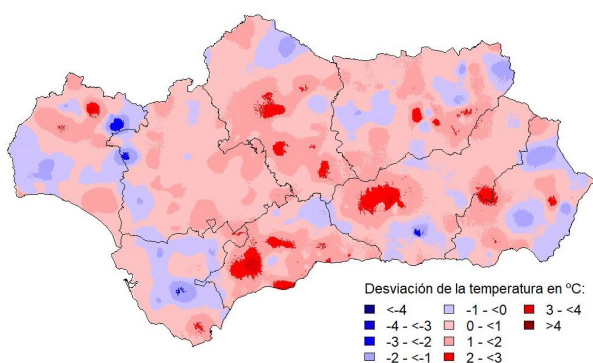 Desviación de la temperatura en ºC:
<-4 -1 - <0 3 - <4
-4 - <-3 0 - <1 >4
-3 - <-2 1 - <2
-2 - <-1 2 - <3